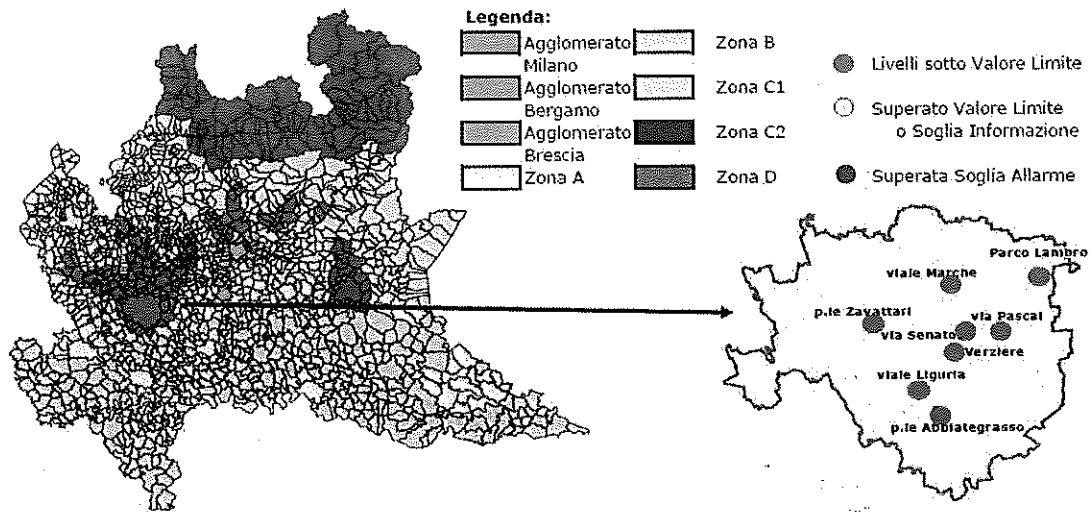 Legenda:
Agglomerato
Milano
Agglomerato
Bergamo
Agglomerato
Brescia
Zona A
Zona B
Zona C1
Zona C2
Zona D
Livelli sotto Valore Limite
Superato Valore Limite
o Soglia Informazione
Superata Soglia Allarme
Parco Lambro
viale Marche
p.le Zavattari
via Senato
via Pascal
Verziere
viale Liguria
p.le Abbiategrasso